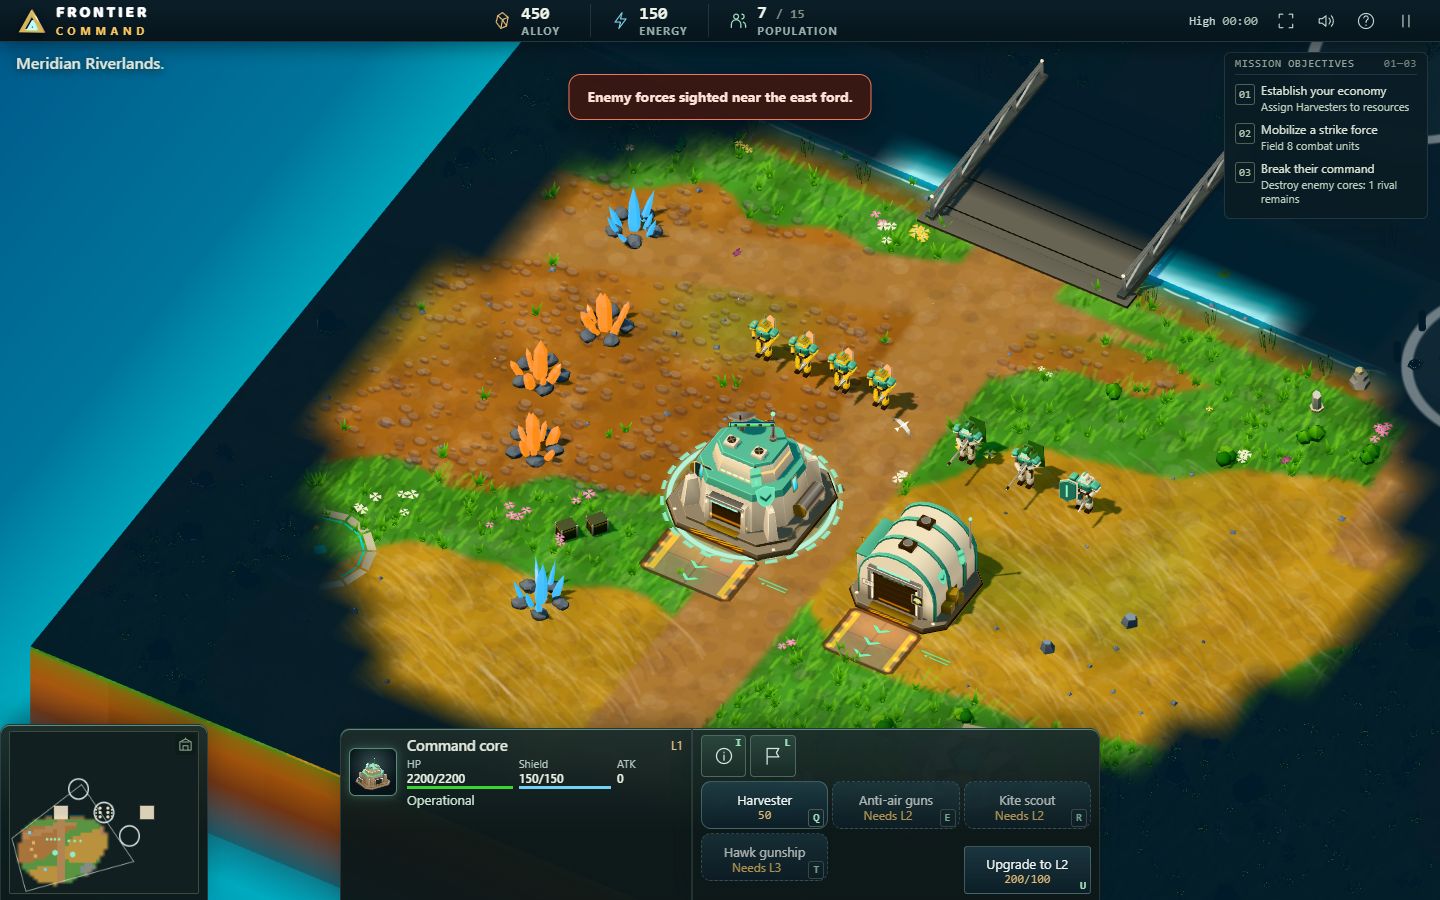 FRONTIER
COMMAND
450
ALLOY
150
ENERGY
7 / 15
POPULATION
High 00:00
Meridian Riverlands.
Enemy forces sighted near the east ford.
MISSION OBJECTIVES 01—03
01 Establish your economy
Assign Harvesters to resources
02 Mobilize a strike force
Field 8 combat units
03 Break their command
Destroy enemy cores: 1 rival
remains
Command core L1
HP Shield ATK
2200/2200 150/150 0
Operational
I L
Harvester
50 Q
Anti-air guns
Needs L2 E
Kite scout
Needs L2 R
Hawk gunship
Needs L3 T
Upgrade to L2
200/100
U